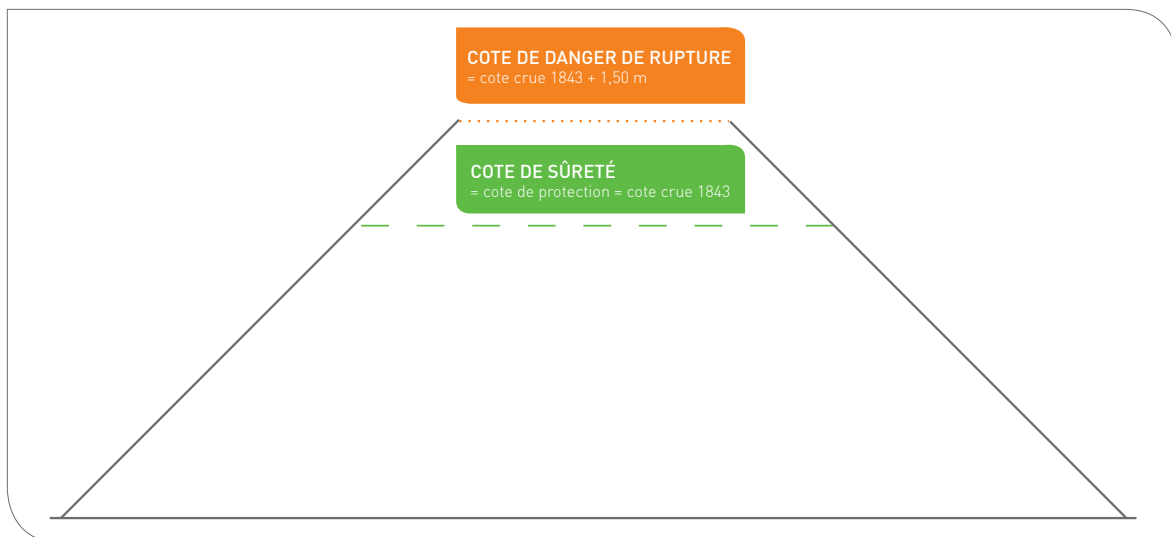 COTE DE DANGER DE RUPTURE
= cote crue 1843 + 1,50 m
COTE DE SÛRETÉ
= cote de protection = cote crue 1843